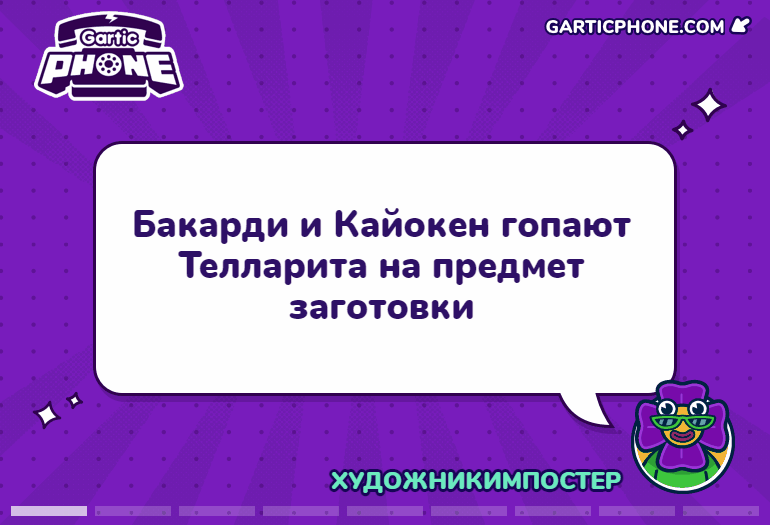 Gartic
PHONE
GARTICPHONE.COM
Бакарди и Кайокен гопают
Телларита на предмет
заготовки
ХУДОЖНИКИМПОСТЕР